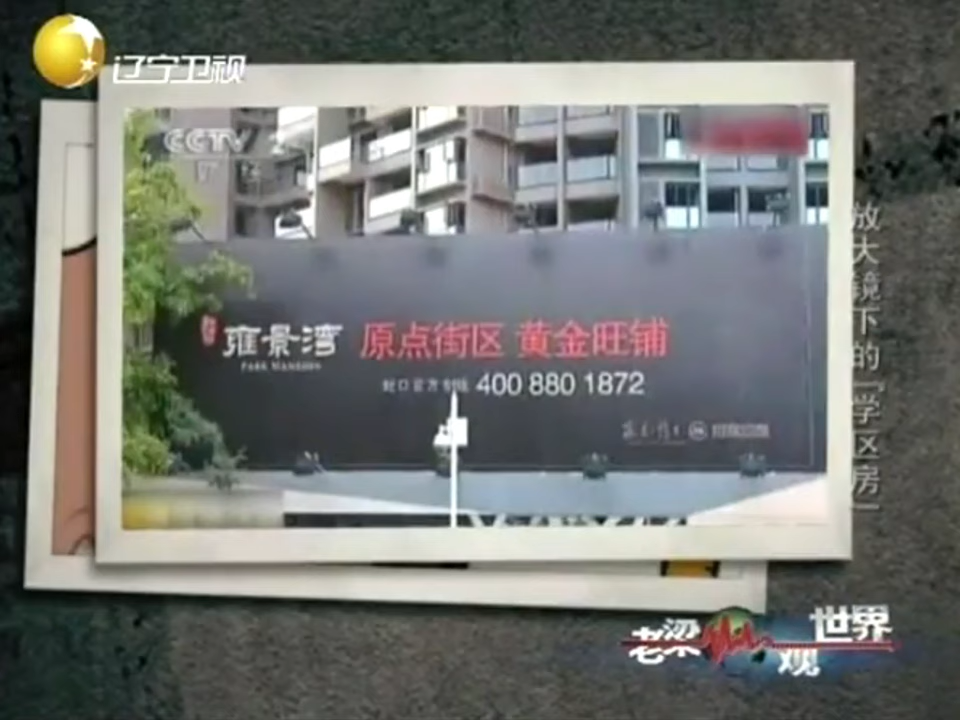 辽宁卫视
CCTV 2
雍景湾 原点街区 黄金旺铺
PARK MANSION
400 880 1872
放大镜下的「学区房」
老梁
观
世界